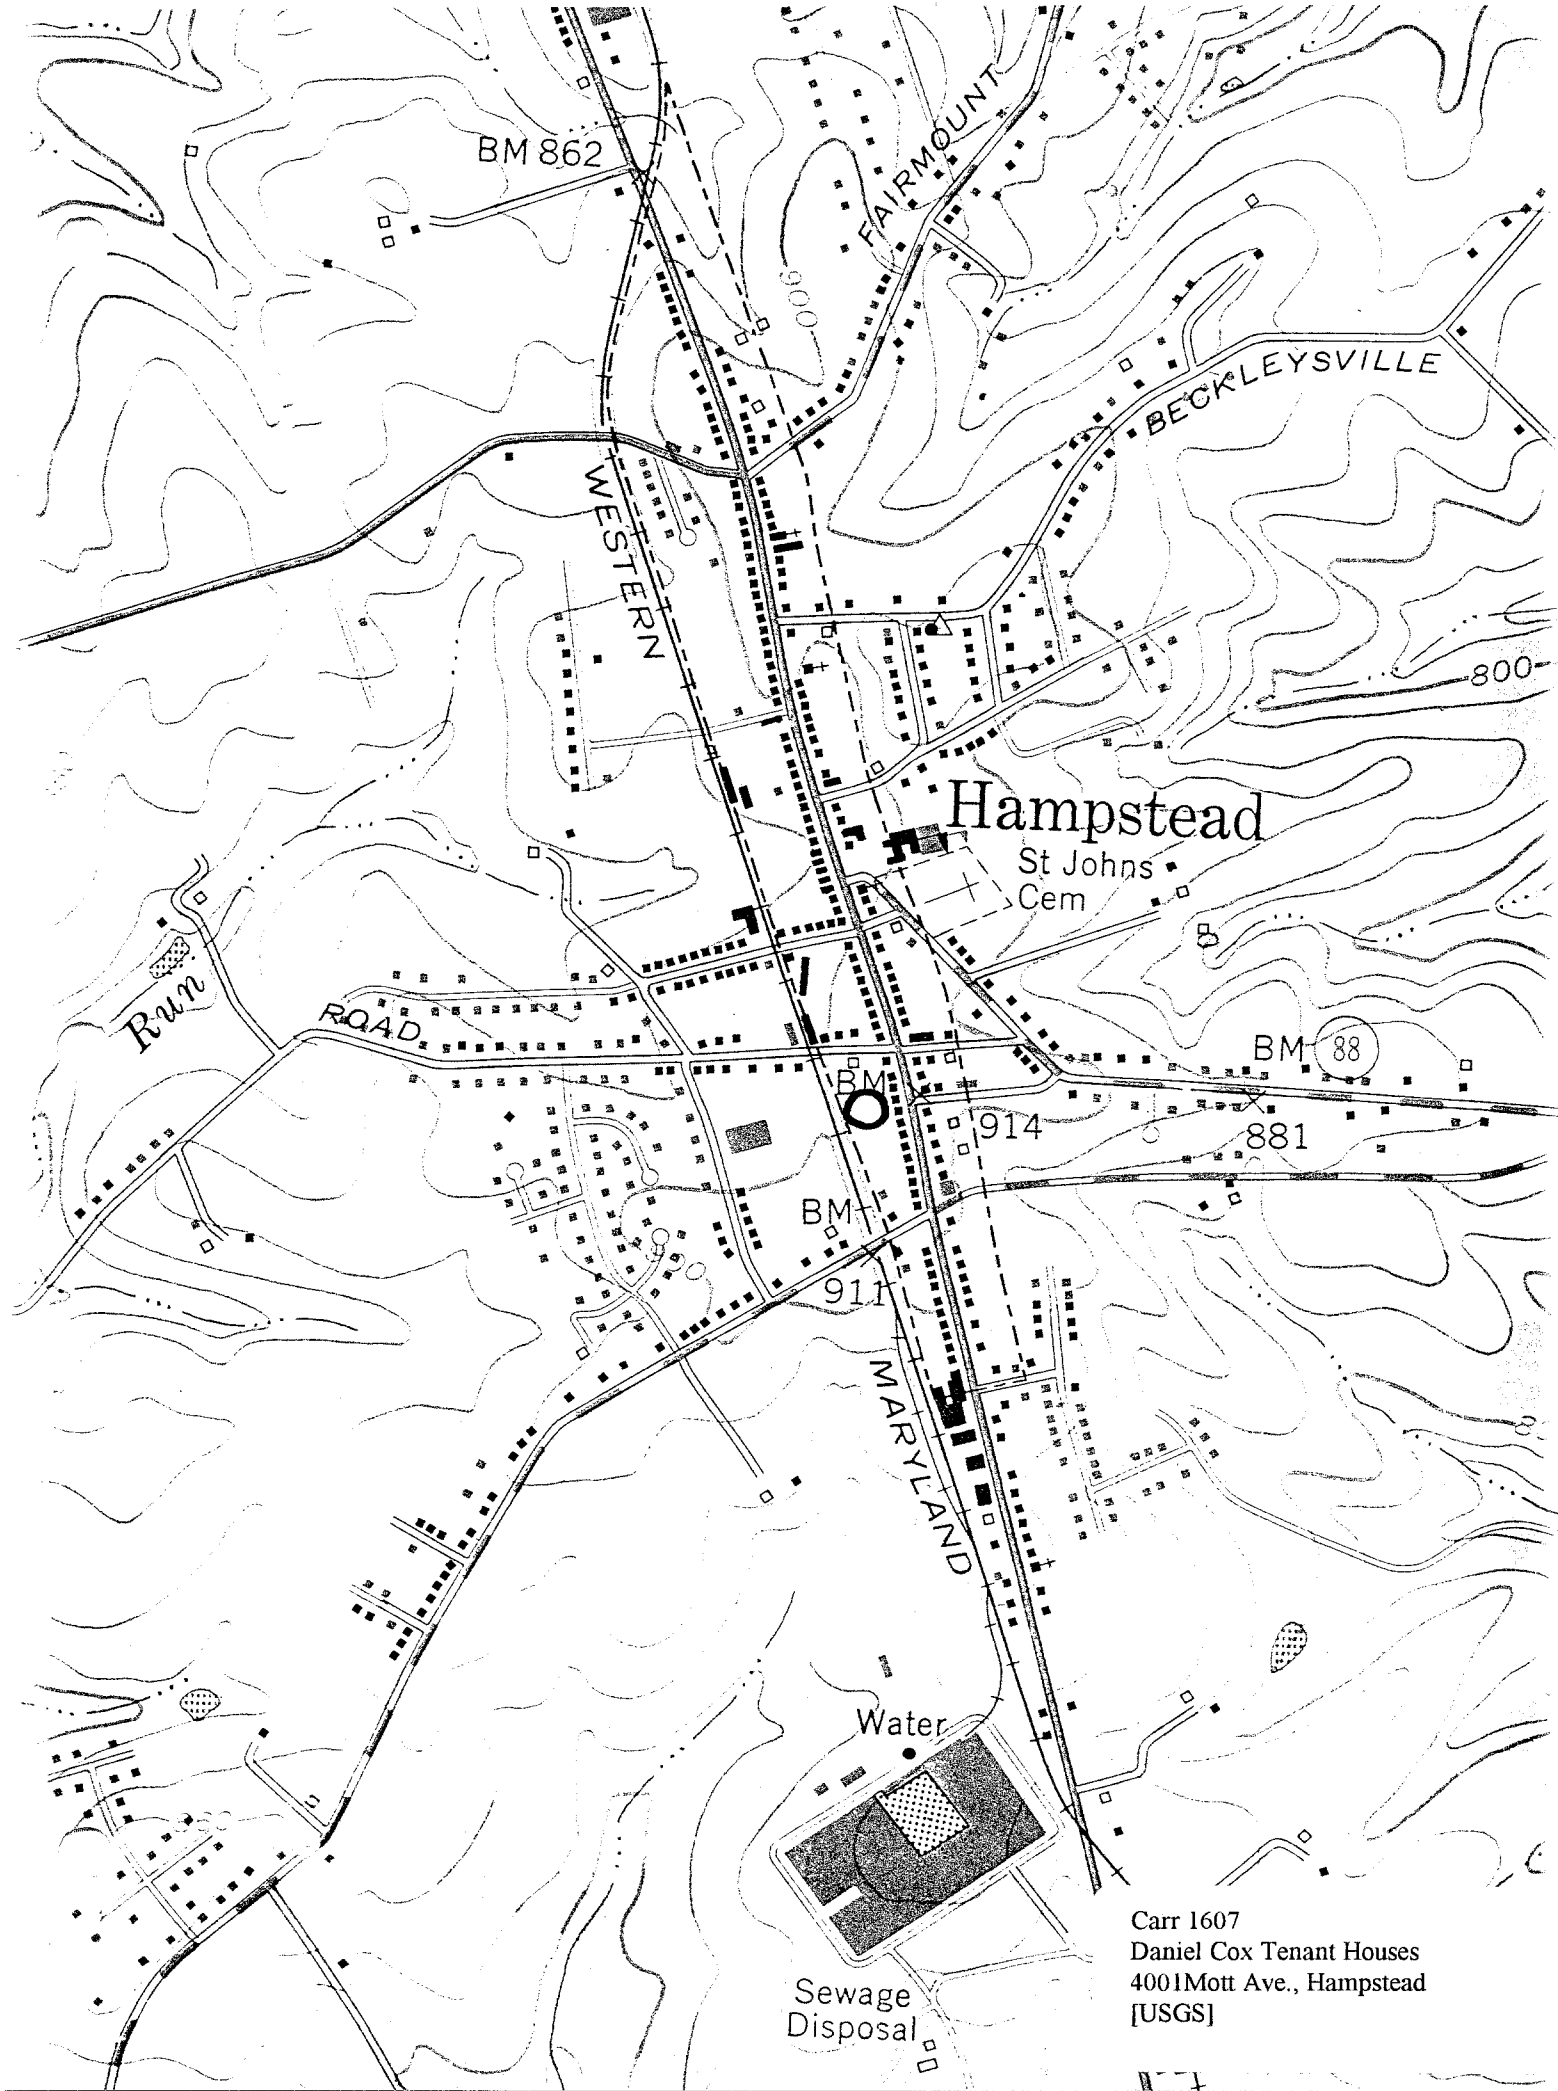 BM 862
FAIRMOUNT
900
BECKLEYSVILLE
WESTERN
800
Hampstead
St Johns
Cem
Run
ROAD
BM 88
BM
914
881
BM
911
MARYLAND
Water
Sewage
Disposal
Carr 1607
Daniel Cox Tenant Houses
4001Mott Ave., Hampstead
[USGS]